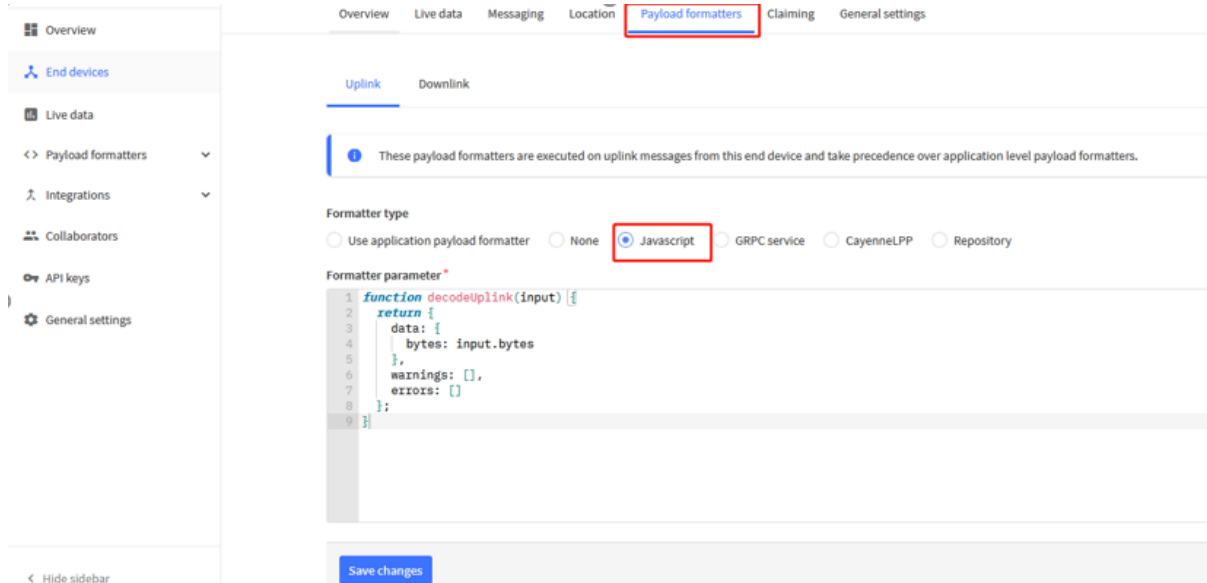 Overview Live data Messaging Location Payload formatters Claiming General settings
Overview
End devices
Live data
<> Payload formatters
Integrations
Collaborators
API keys
General settings
< Hide sidebar
Uplink Downlink
These payload formatters are executed on uplink messages from this end device and take precedence over application level payload formatters.
Formatter type
Use application payload formatter None Javascript GRPC service CayenneLPP Repository
Formatter parameter*
1 function decodeUplink(input) {
2 return {
3 data: {
4 bytes: input.bytes
5 },
6 warnings: [],
7 errors: []
8 };
9 }
Save changes